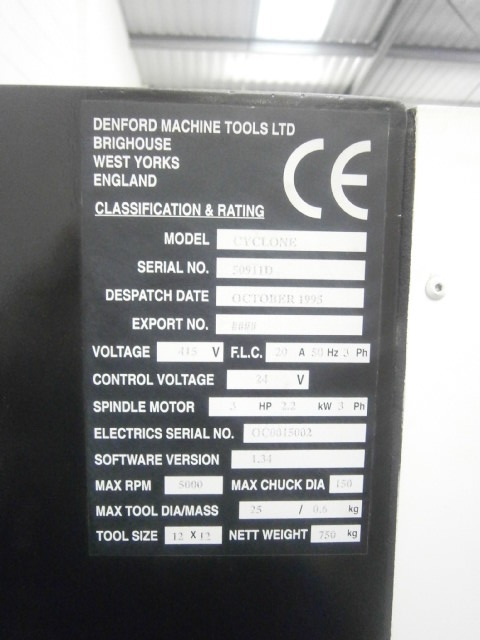 DENFORD MACHINE TOOLS LTD
BRIGHOUSE
WEST YORKS
ENGLAND
CE
CLASSIFICATION & RATING
MODEL CYCLONE
SERIAL NO.
DESPATCH DATE OCTOBER 1995
EXPORT NO.
VOLTAGE 415 V F.L.C. 20 A 50 Hz 3 Ph
CONTROL VOLTAGE 24 V
SPINDLE MOTOR 3 HP 2.2 kW 3 Ph
ELECTRICS SERIAL NO. OC0015002
SOFTWARE VERSION 1.34
MAX RPM 5000 MAX CHUCK DIA 150
MAX TOOL DIA/MASS 25 / 0.6 kg
TOOL SIZE 12 X 12 NETT WEIGHT 750 kg